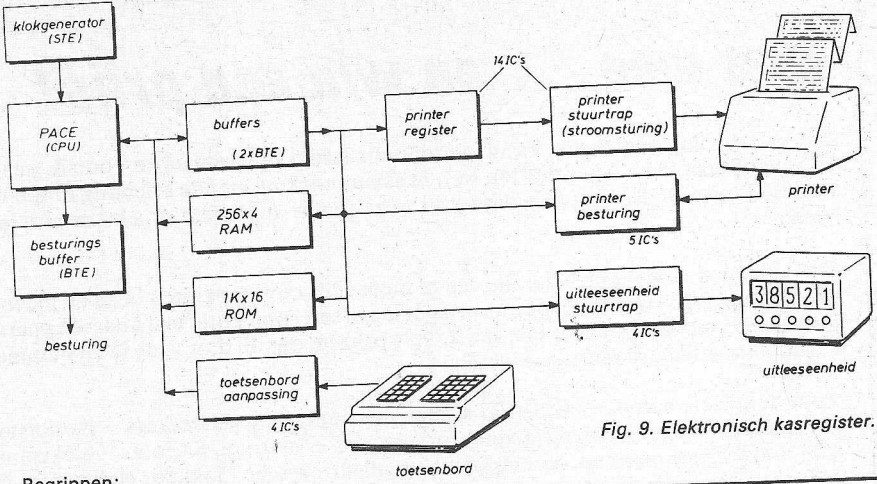 klokgenerator
(STE)
PACE
(CPU)
besturings
buffer
(BTE)
besturing
buffers
(2xBTE)
256x4
RAM
1Kx16
ROM
toetsenbord
aanpassing
4 IC's
toetsenbord
14 IC's
printer
register
printer
stuurtrap
(stroomsturing)
printer
printer
besturing
5 IC's
uitleeseenheid
stuurtrap
4 IC's
38521
uitleeseenheid
Fig. 9. Elektronisch kasregister.
Begrippen: